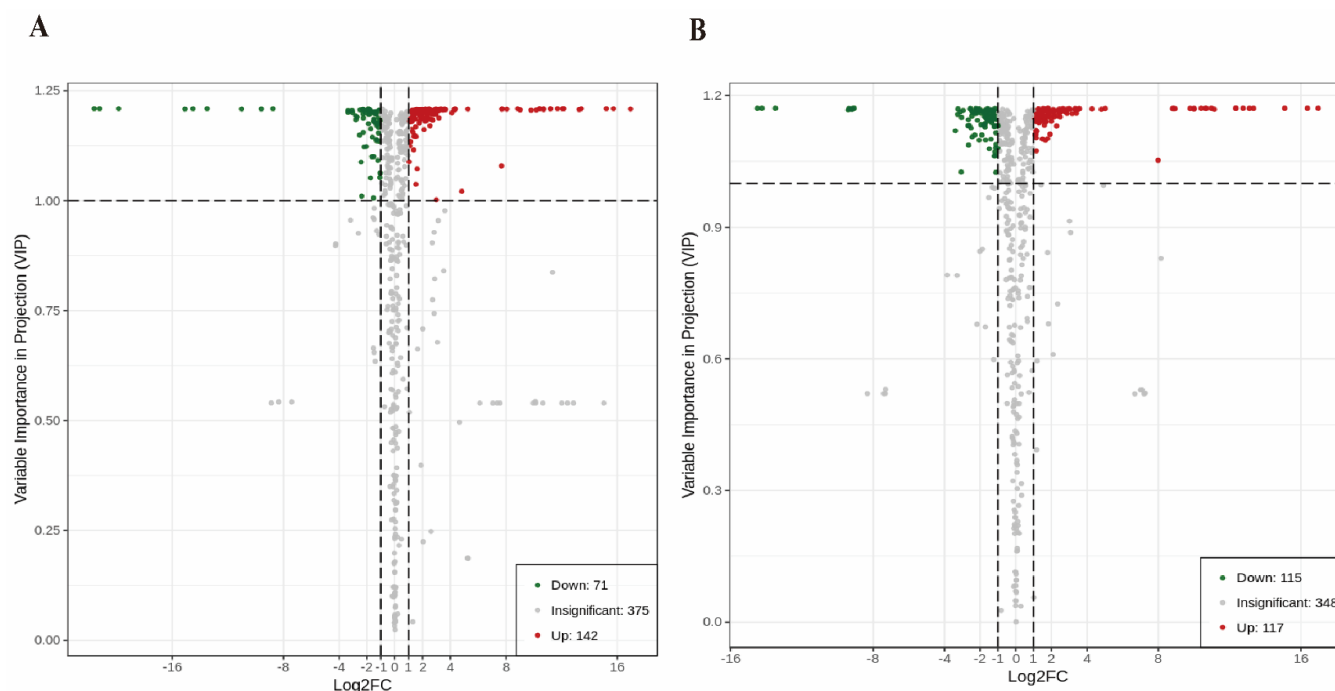 A
B
1.25
1.00
0.75
0.50
0.25
0.00
Variable Importance in Projection (VIP)
-16
-8
-4
-2
-1
0
1
2
4
8
16
Log2FC
Down: 71
Insignificant: 375
Up: 142
1.2
0.9
0.6
0.3
0.0
Variable Importance in Projection (VIP)
-16
-8
-4
-2
-1
0
1
2
4
8
16
Log2FC
Down: 115
Insignificant: 348
Up: 117